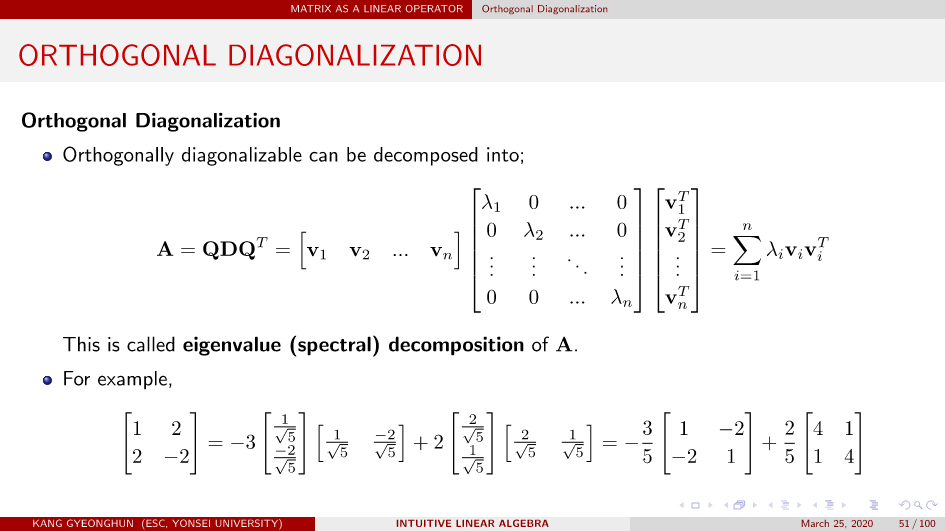 MATRIX AS A LINEAR OPERATOR Orthogonal Diagonalization
ORTHOGONAL DIAGONALIZATION
Orthogonal Diagonalization
Orthogonally diagonalizable can be decomposed into;
$$\mathbf{A} = \mathbf{QDQ}^T = \begin{bmatrix} \mathbf{v}_1 & \mathbf{v}_2 & ... & \mathbf{v}_n \end{bmatrix} \begin{bmatrix} \lambda_1 & 0 & ... & 0 \\ 0 & \lambda_2 & ... & 0 \\ \vdots & \vdots & \ddots & \vdots \\ 0 & 0 & ... & \lambda_n \end{bmatrix} \begin{bmatrix} \mathbf{v}_1^T \\ \mathbf{v}_2^T \\ \vdots \\ \mathbf{v}_n^T \end{bmatrix} = \sum_{i=1}^{n} \lambda_i \mathbf{v}_i \mathbf{v}_i^T$$
This is called eigenvalue (spectral) decomposition of A.
For example,
$$\begin{bmatrix} 1 & 2 \\ 2 & -2 \end{bmatrix} = -3 \begin{bmatrix} \frac{1}{\sqrt{5}} \\ \frac{-2}{\sqrt{5}} \end{bmatrix} \begin{bmatrix} \frac{1}{\sqrt{5}} & \frac{-2}{\sqrt{5}} \end{bmatrix} + 2 \begin{bmatrix} \frac{2}{\sqrt{5}} \\ \frac{1}{\sqrt{5}} \end{bmatrix} \begin{bmatrix} \frac{2}{\sqrt{5}} & \frac{1}{\sqrt{5}} \end{bmatrix} = -\frac{3}{5} \begin{bmatrix} 1 & -2 \\ -2 & 1 \end{bmatrix} + \frac{2}{5} \begin{bmatrix} 4 & 1 \\ 1 & 4 \end{bmatrix}$$
KANG GYEONGHUN (ESC, YONSEI UNIVERSITY) INTUITIVE LINEAR ALGEBRA March 25, 2020 51 / 100